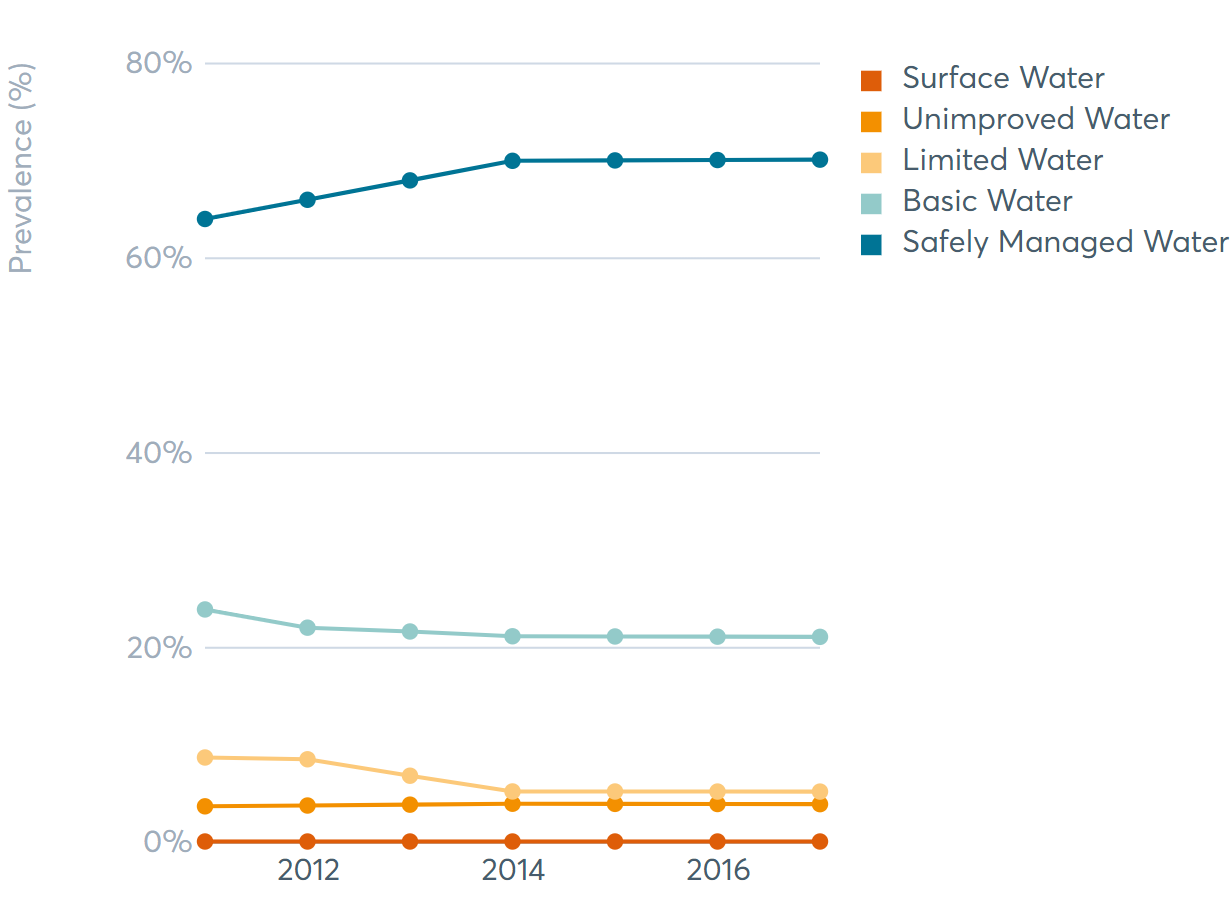 Prevalence (%)
80%
60%
40%
20%
0%
2012
2014
2016
Surface Water
Unimproved Water
Limited Water
Basic Water
Safely Managed Water